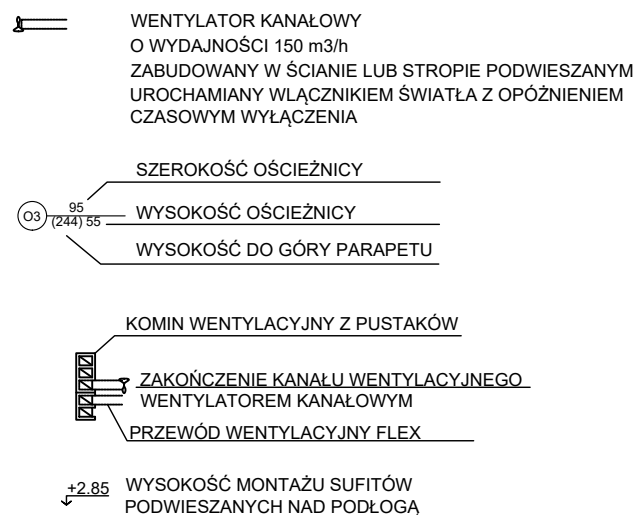 WENTYLATOR KANAŁOWY
O WYDAJNOŚCI 150 m3/h
ZABUDOWANY W ŚCIANIE LUB STROPIE PODWIESZANYM
UROCHAMIANY WLĄCZNIKIEM ŚWIATŁA Z OPÓŹNIENIEM
CZASOWYM WYŁĄCZENIA
SZEROKOŚĆ OŚCIEŻNICY
O3 95
(244) 55 WYSOKOŚĆ OŚCIEŻNICY
WYSOKOŚĆ DO GÓRY PARAPETU
KOMIN WENTYLACYJNY Z PUSTAKÓW
ZAKOŃCZENIE KANAŁU WENTYLACYJNEGO
WENTYLATOREM KANAŁOWYM
PRZEWÓD WENTYLACYJNY FLEX
+2.85 WYSOKOŚĆ MONTAŻU SUFITÓW
PODWIESZANYCH NAD PODŁOGĄ